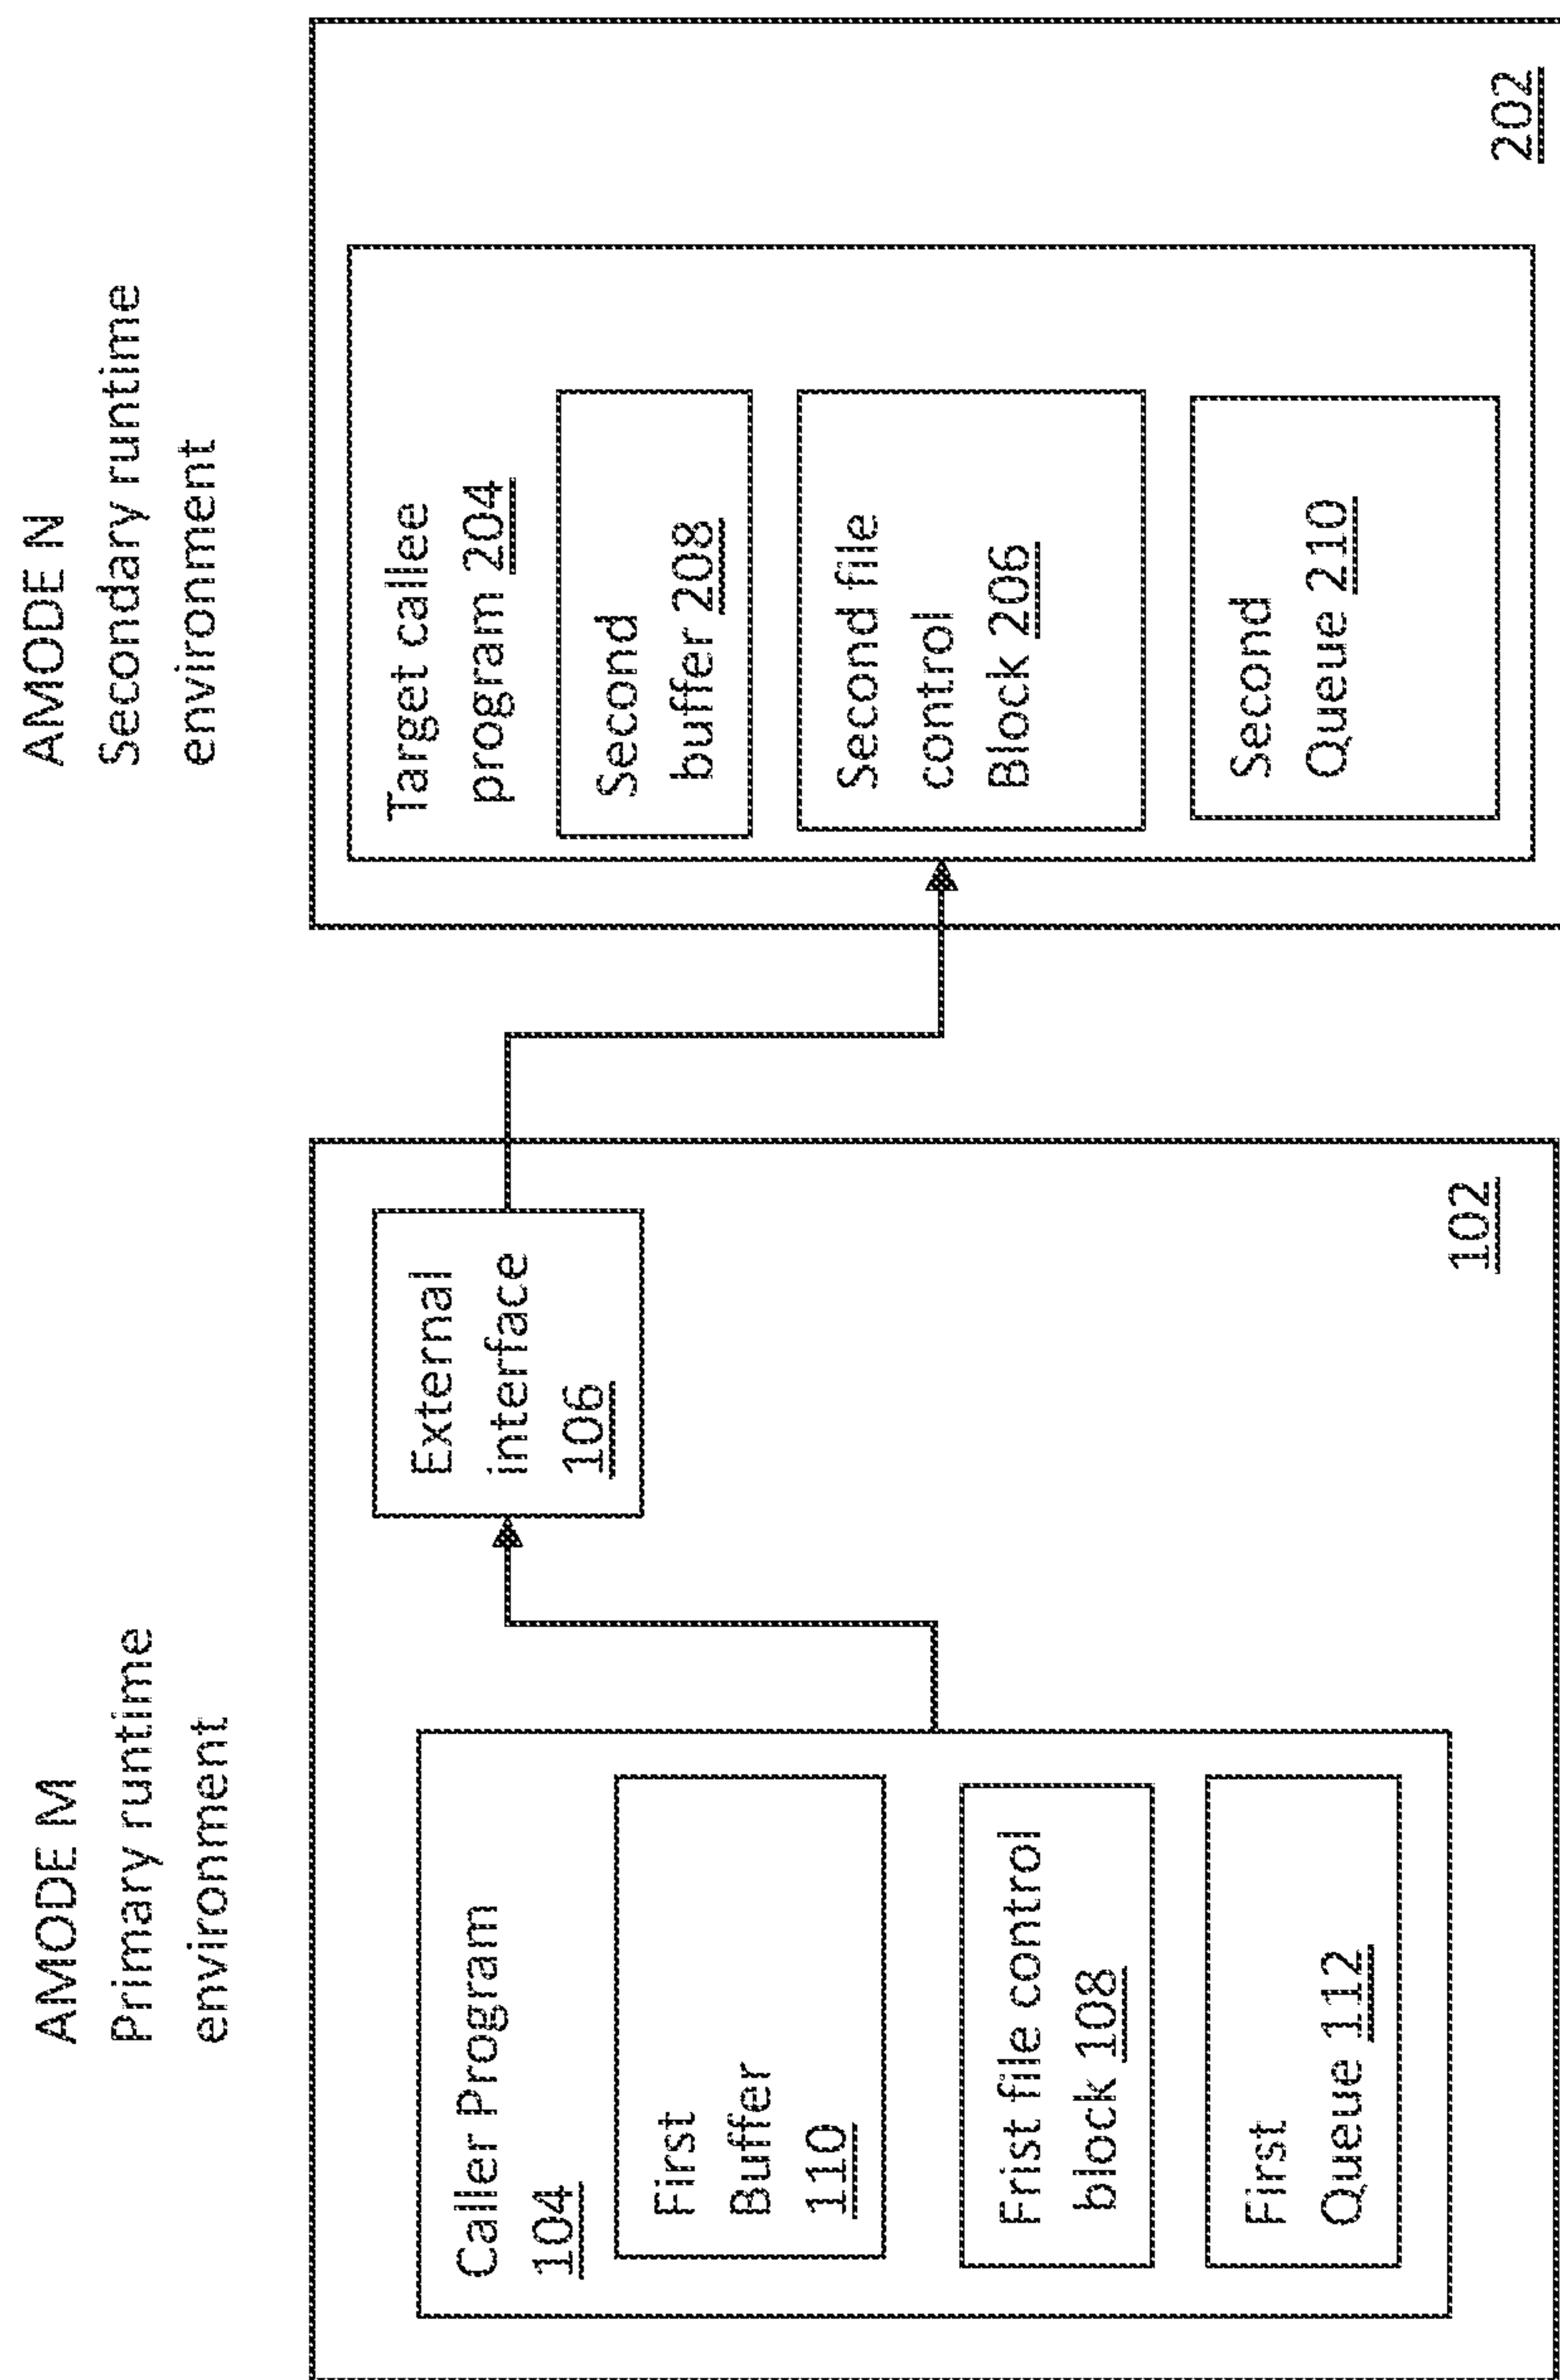 AMODE M
Primary runtime
environment
Caller Program
104
First
Buffer
110
Frist file control
block 108
First
Queue 112
External
interface
106
102
AMODE N
Secondary runtime
environment
Target callee
program 204
Second
buffer 208
Second file
control
Block 206
Second
Queue 210
202